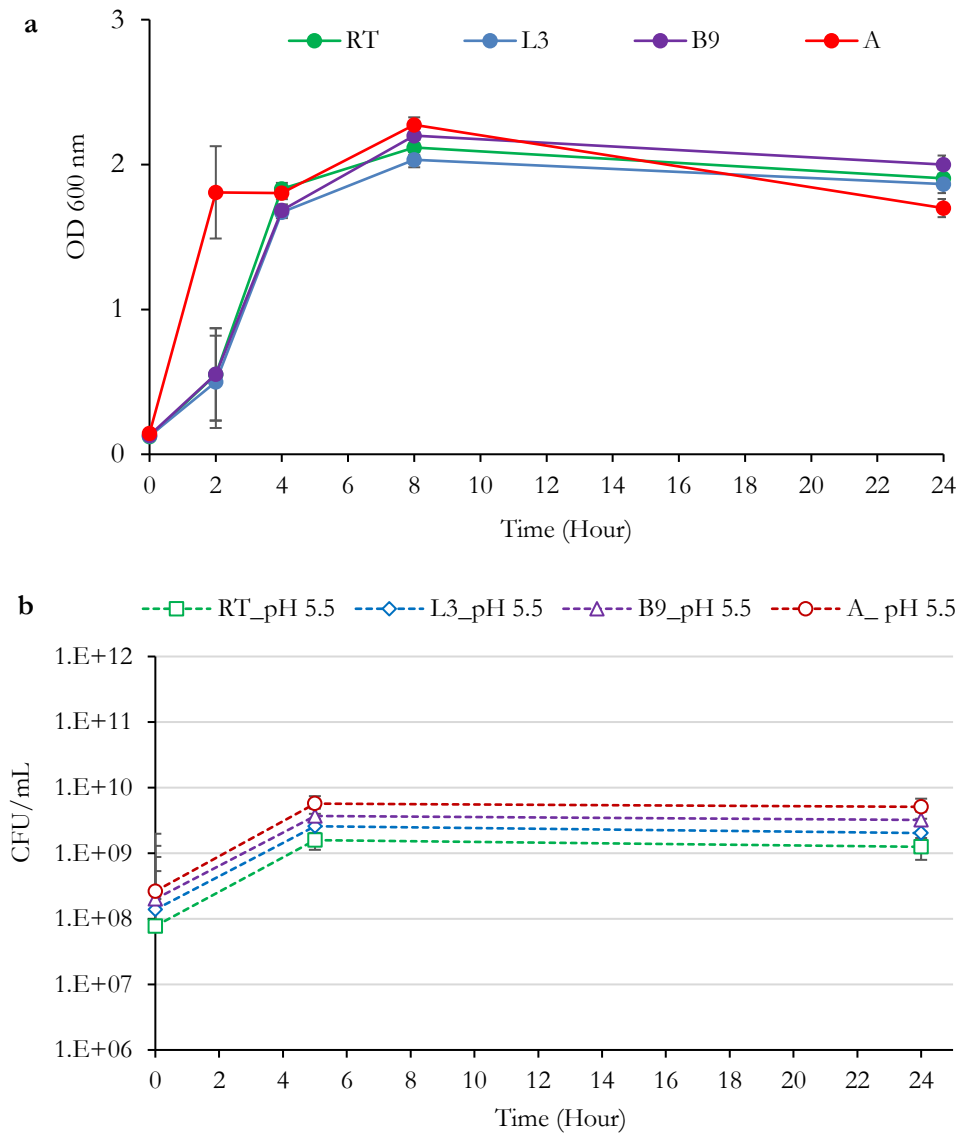 a
RT L3 B9 A
3
2
1
0
OD 600 nm
0 2 4 6 8 10 12 14 16 18 20 22 24
Time (Hour)
b
RT_pH 5.5 L3_pH 5.5 B9_pH 5.5 A_ pH 5.5
1.E+12
1.E+11
1.E+10
1.E+09
1.E+08
1.E+07
1.E+06
CFU/mL
0 2 4 6 8 10 12 14 16 18 20 22 24
Time (Hour)